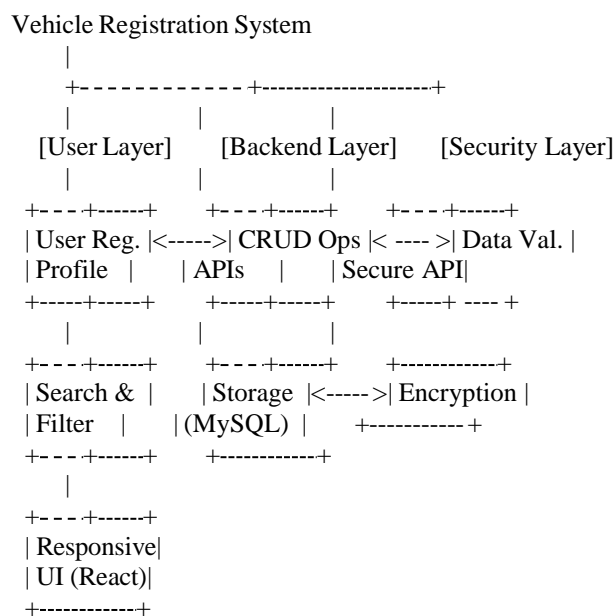 Vehicle Registration System
|
+- - - - - - - - - - - - - +---------------------+
| | |
[User Layer] [Backend Layer] [Security Layer]
| | |
+- - - -+------+ +- - - -+------+ +- - - -+------+
| User Reg. |<----->| CRUD Ops |< ---- >| Data Val. |
| Profile | | APIs | | Secure API|
+-----+-----+ +-----+-----+ +-----+ ---- +
| | |
+- - - -+------+ +- - - -+------+ +------------+
| Search & | | Storage |<----- >| Encryption |
| Filter | | (MySQL) | +----------- +
+- - - -+------+ +------------+
|
+- - - -+------+
| Responsive|
| UI (React)|
+------------+